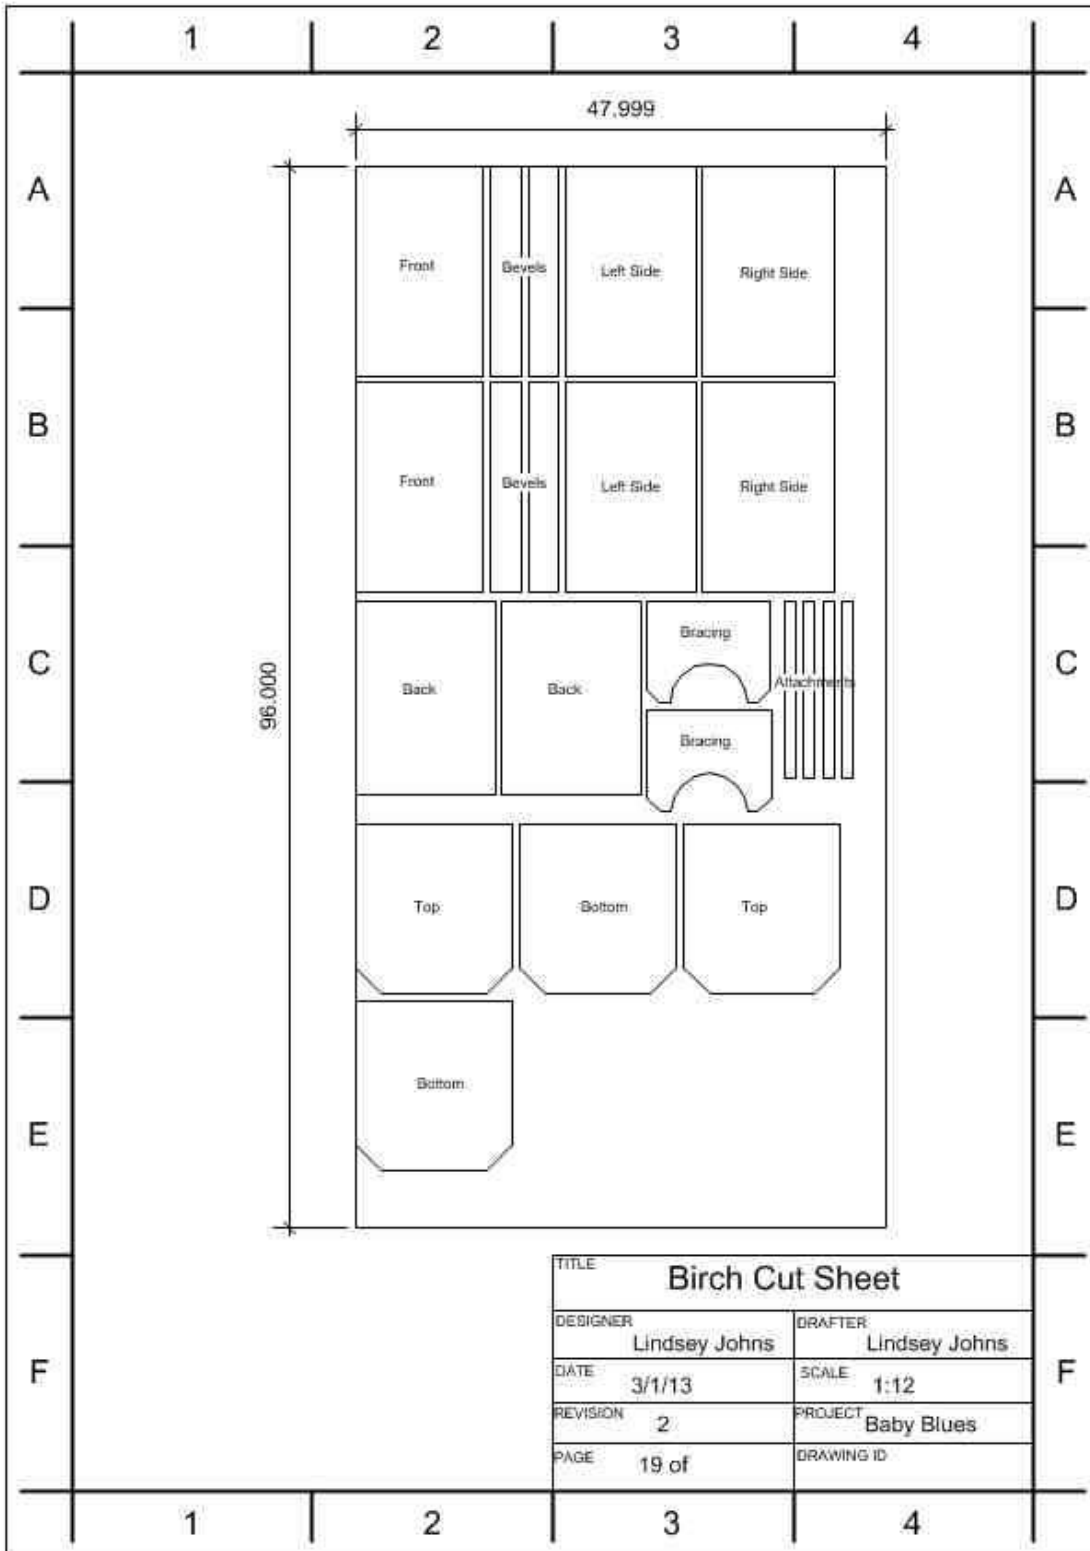 1 2 3 4
47.999
A A
Front Bevels Left Side Right Side
B B
Front Bevels Left Side Right Side
C C
Bracing
Back Back Attachments
96.000
Bracing
D D
Top Bottom Top
E E
Bottom
TITLE
Birch Cut Sheet
DESIGNER DRAFTER
Lindsey Johns Lindsey Johns
F F
DATE 3/1/13 SCALE 1:12
REVISION 2 PROJECT Baby Blues
PAGE 19 of DRAWING ID
1 2 3 4